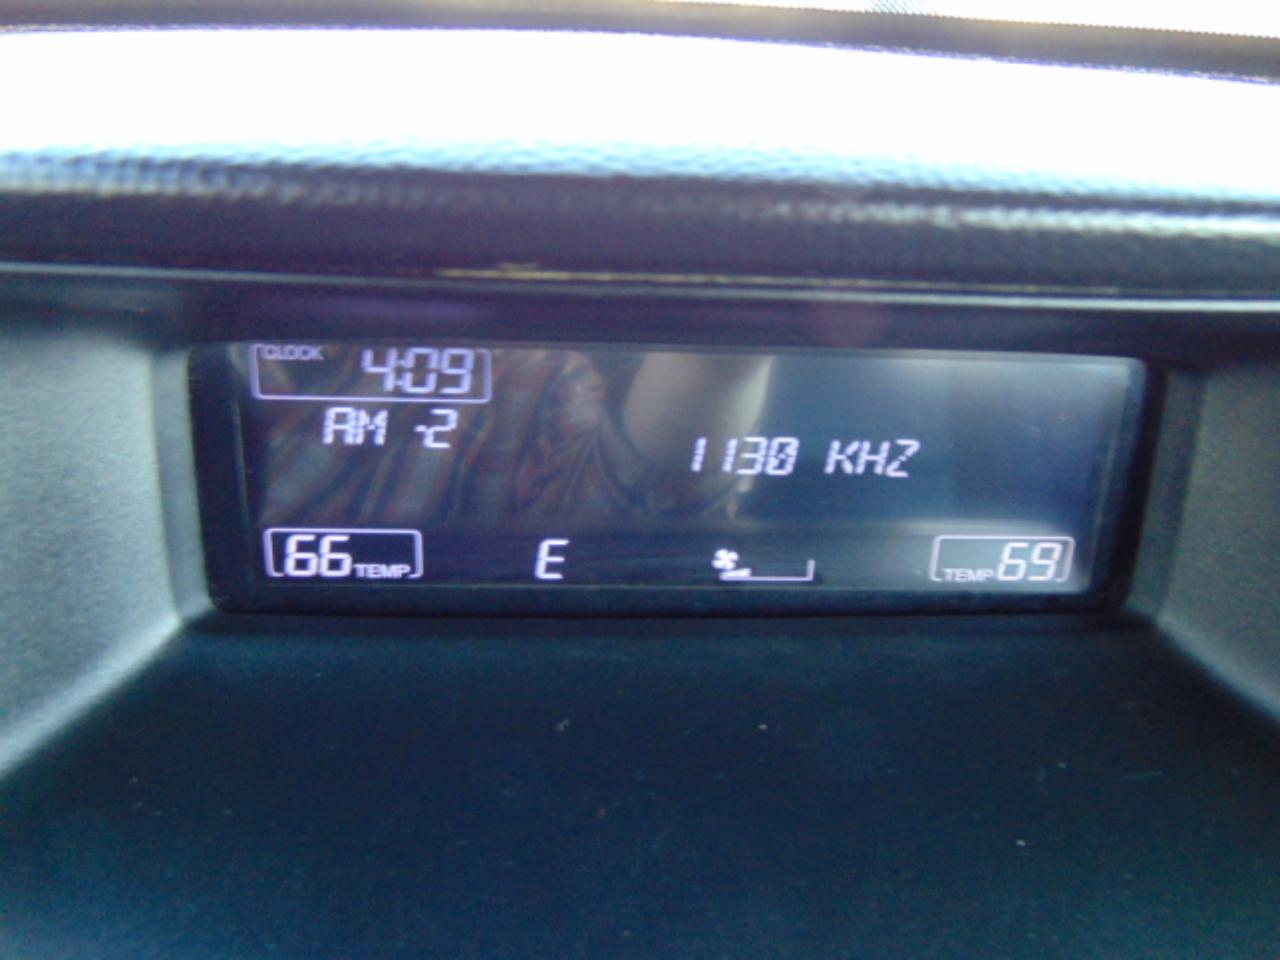 CLOCK 4:09
AM -2
1130 KHZ
66 TEMP E TEMP 69